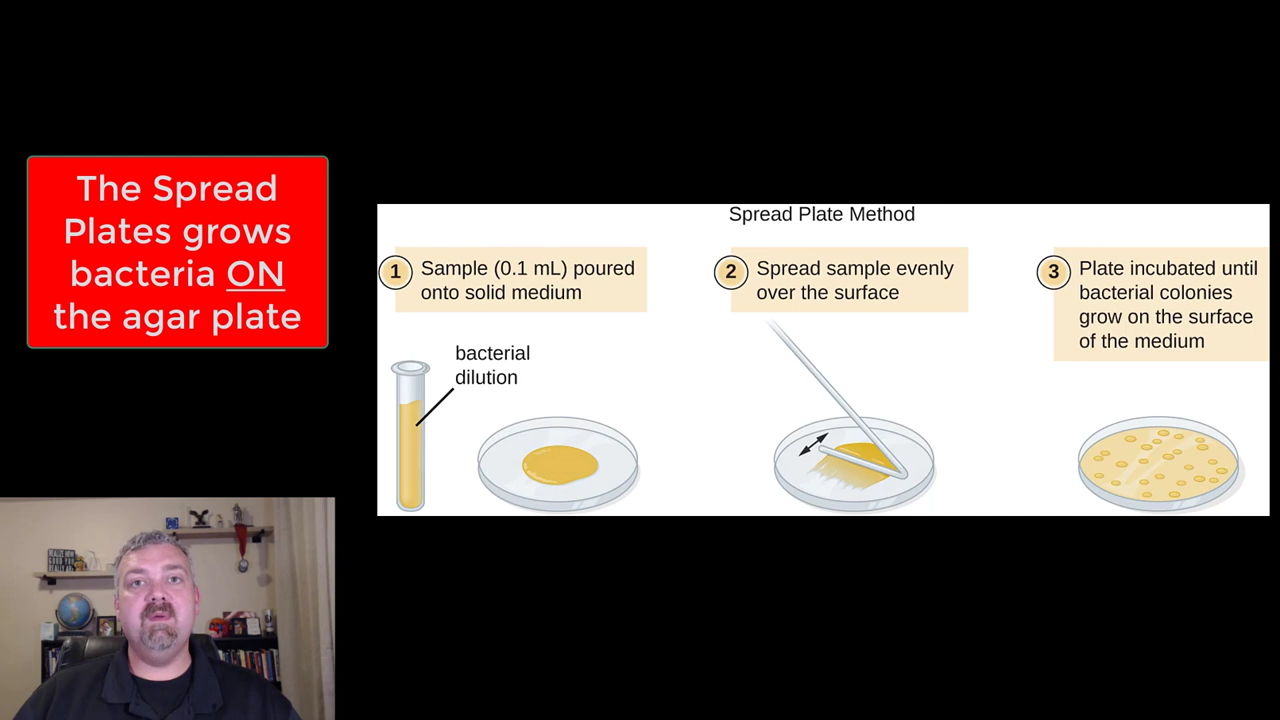 The Spread
Plates grows
bacteria ON
the agar plate
Spread Plate Method
1
Sample (0.1 mL) poured
onto solid medium
2
Spread sample evenly
over the surface
3
Plate incubated until
bacterial colonies
grow on the surface
of the medium
bacterial
dilution